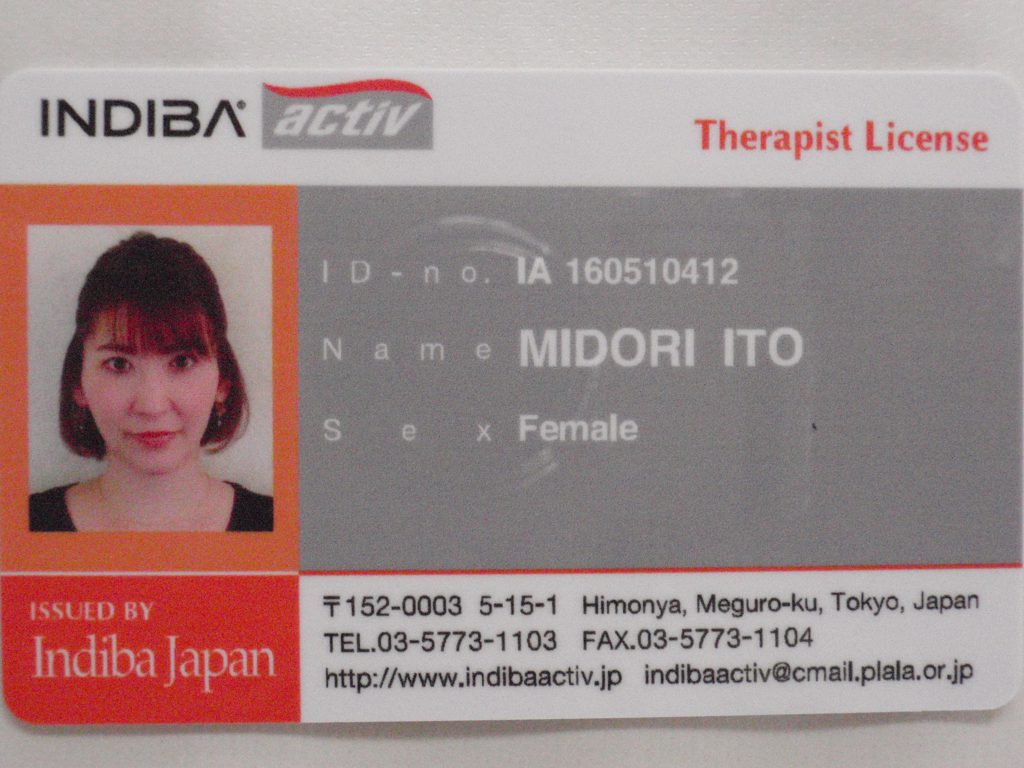 INDIBA® activ
Therapist License
ID-no. IA 160510412
Name MIDORI ITO
Sex Female
ISSUED BY
Indiba Japan
〒152-0003 5-15-1 Himonya, Meguro-ku, Tokyo, Japan
TEL.03-5773-1103 FAX.03-5773-1104
http://www.indibaactiv.jp indibaactiv@cmail.plala.or.jp